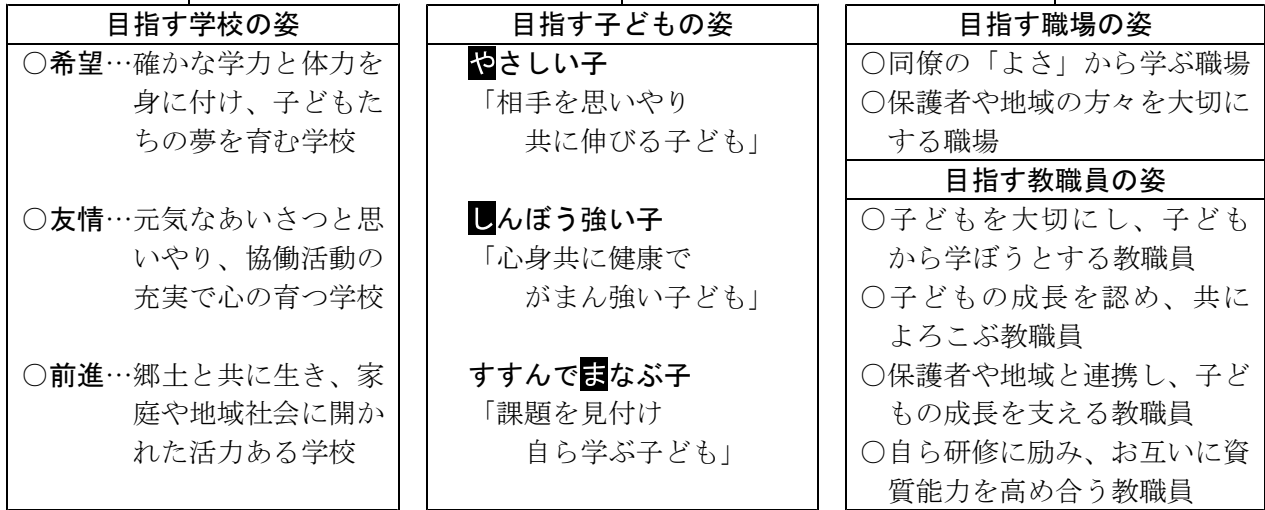 目指す学校の姿
○希望…確かな学力と体力を
身に付け、子どもた
ちの夢を育む学校
○友情…元気なあいさつと思
いやり、協働活動の
充実で心の育つ学校
○前進…郷土と共に生き、家
庭や地域社会に開か
れた活力ある学校
目指す子どもの姿
やさしい子
「相手を思いやり
共に伸びる子ども」
しんぼう強い子
「心身共に健康で
がまん強い子ども」
すすんでまなぶ子
「課題を見付け
自ら学ぶ子ども」
目指す職場の姿
○同僚の「よさ」から学ぶ職場
○保護者や地域の方々を大切に
する職場
目指す教職員の姿
○子どもを大切にし、子ども
から学ぼうとする教職員
○子どもの成長を認め、共に
よろこぶ教職員
○保護者や地域と連携し、子ど
もの成長を支える教職員
○自ら研修に励み、お互いに資
質能力を高め合う教職員